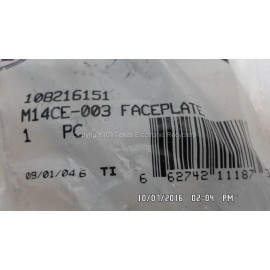 108216151
M14CE-003 FACEPLATE
1 PC
09/01/04 6 TI
6 62742 11187 3
10/07/2016 02:04 PM